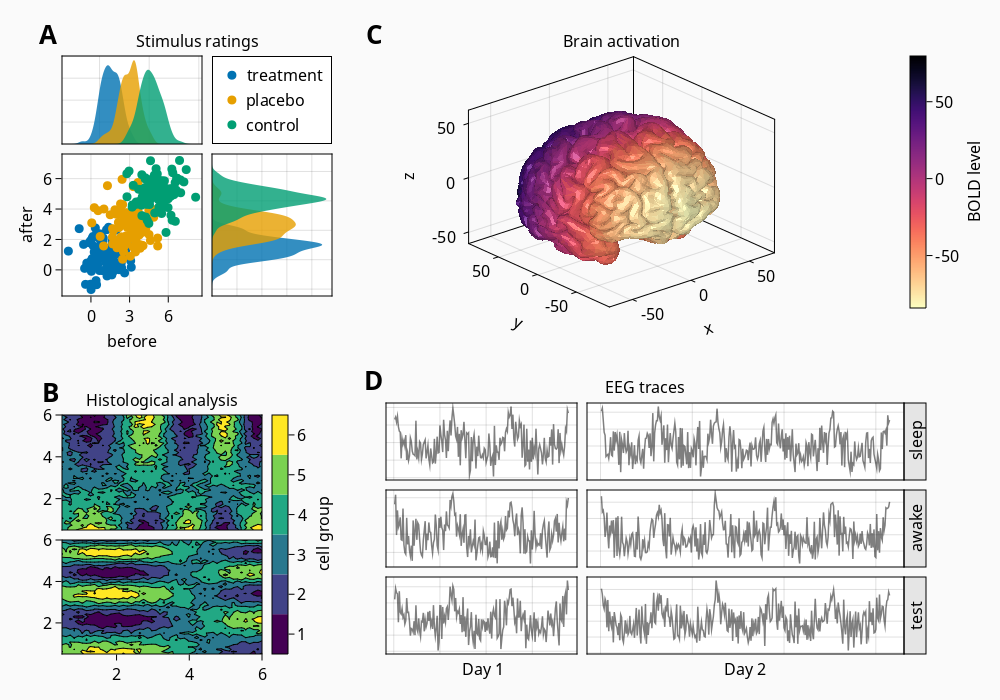 A
Stimulus ratings
treatment
placebo
control
6
4
2
0
after
0 3 6
before
C
Brain activation
50
0
-50
z
50
0
-50
y
-50
0
50
x
50
0
-50
BOLD level
B
Histological analysis
6
4
2
6
4
2
2 4 6
6
5
4
3
2
1
cell group
D
EEG traces
sleep
awake
test
Day 1 Day 2